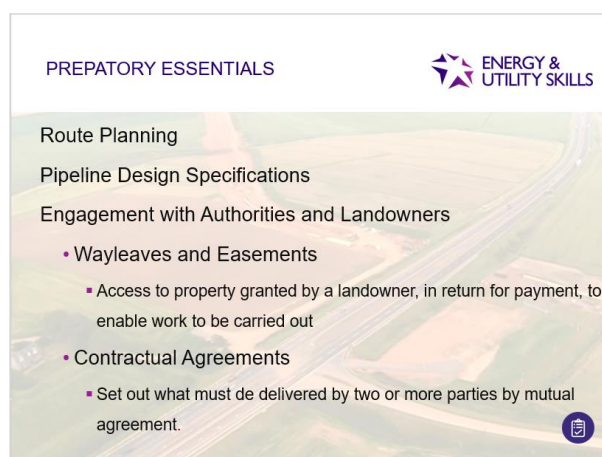 PREPATORY ESSENTIALS
ENERGY &
UTILITY SKILLS
Route Planning
Pipeline Design Specifications
Engagement with Authorities and Landowners
• Wayleaves and Easements
▪ Access to property granted by a landowner, in return for payment, to
enable work to be carried out
• Contractual Agreements
▪ Set out what must de delivered by two or more parties by mutual
agreement.